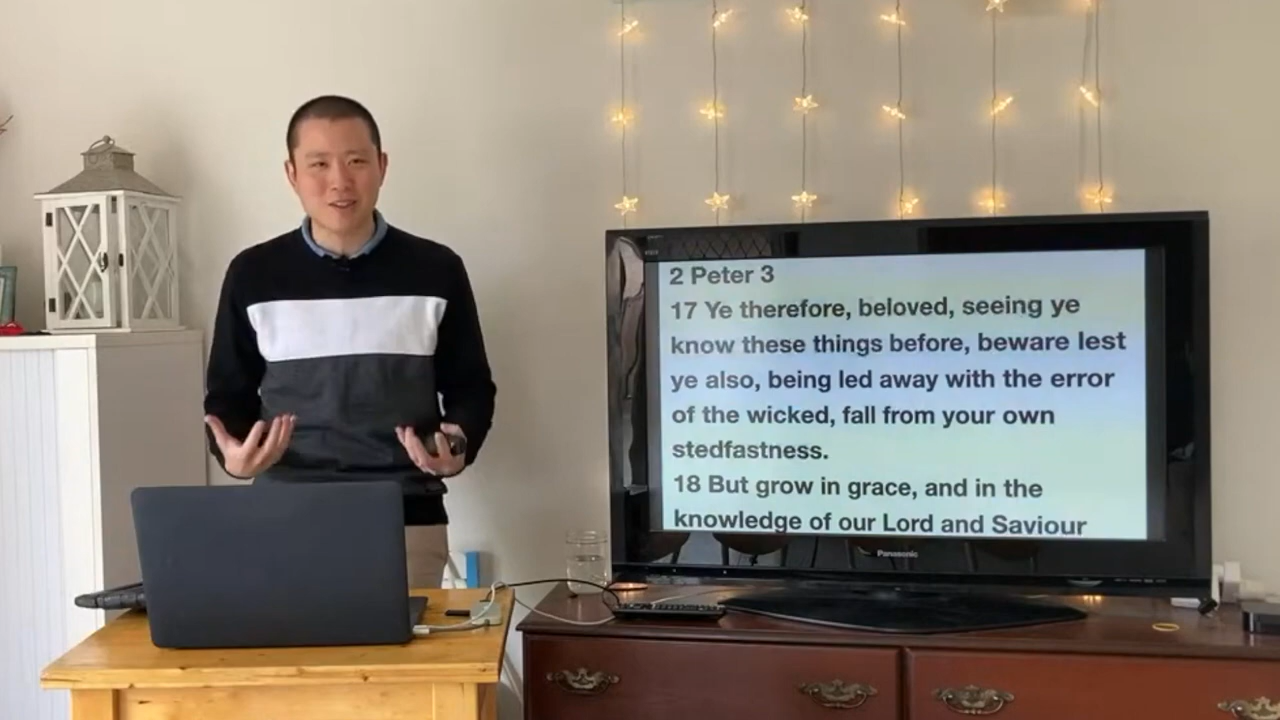 2 Peter 3
17 Ye therefore, beloved, seeing ye
know these things before, beware lest
ye also, being led away with the error
of the wicked, fall from your own
stedfastness.
18 But grow in grace, and in the
knowledge of our Lord and Saviour
Panasonic